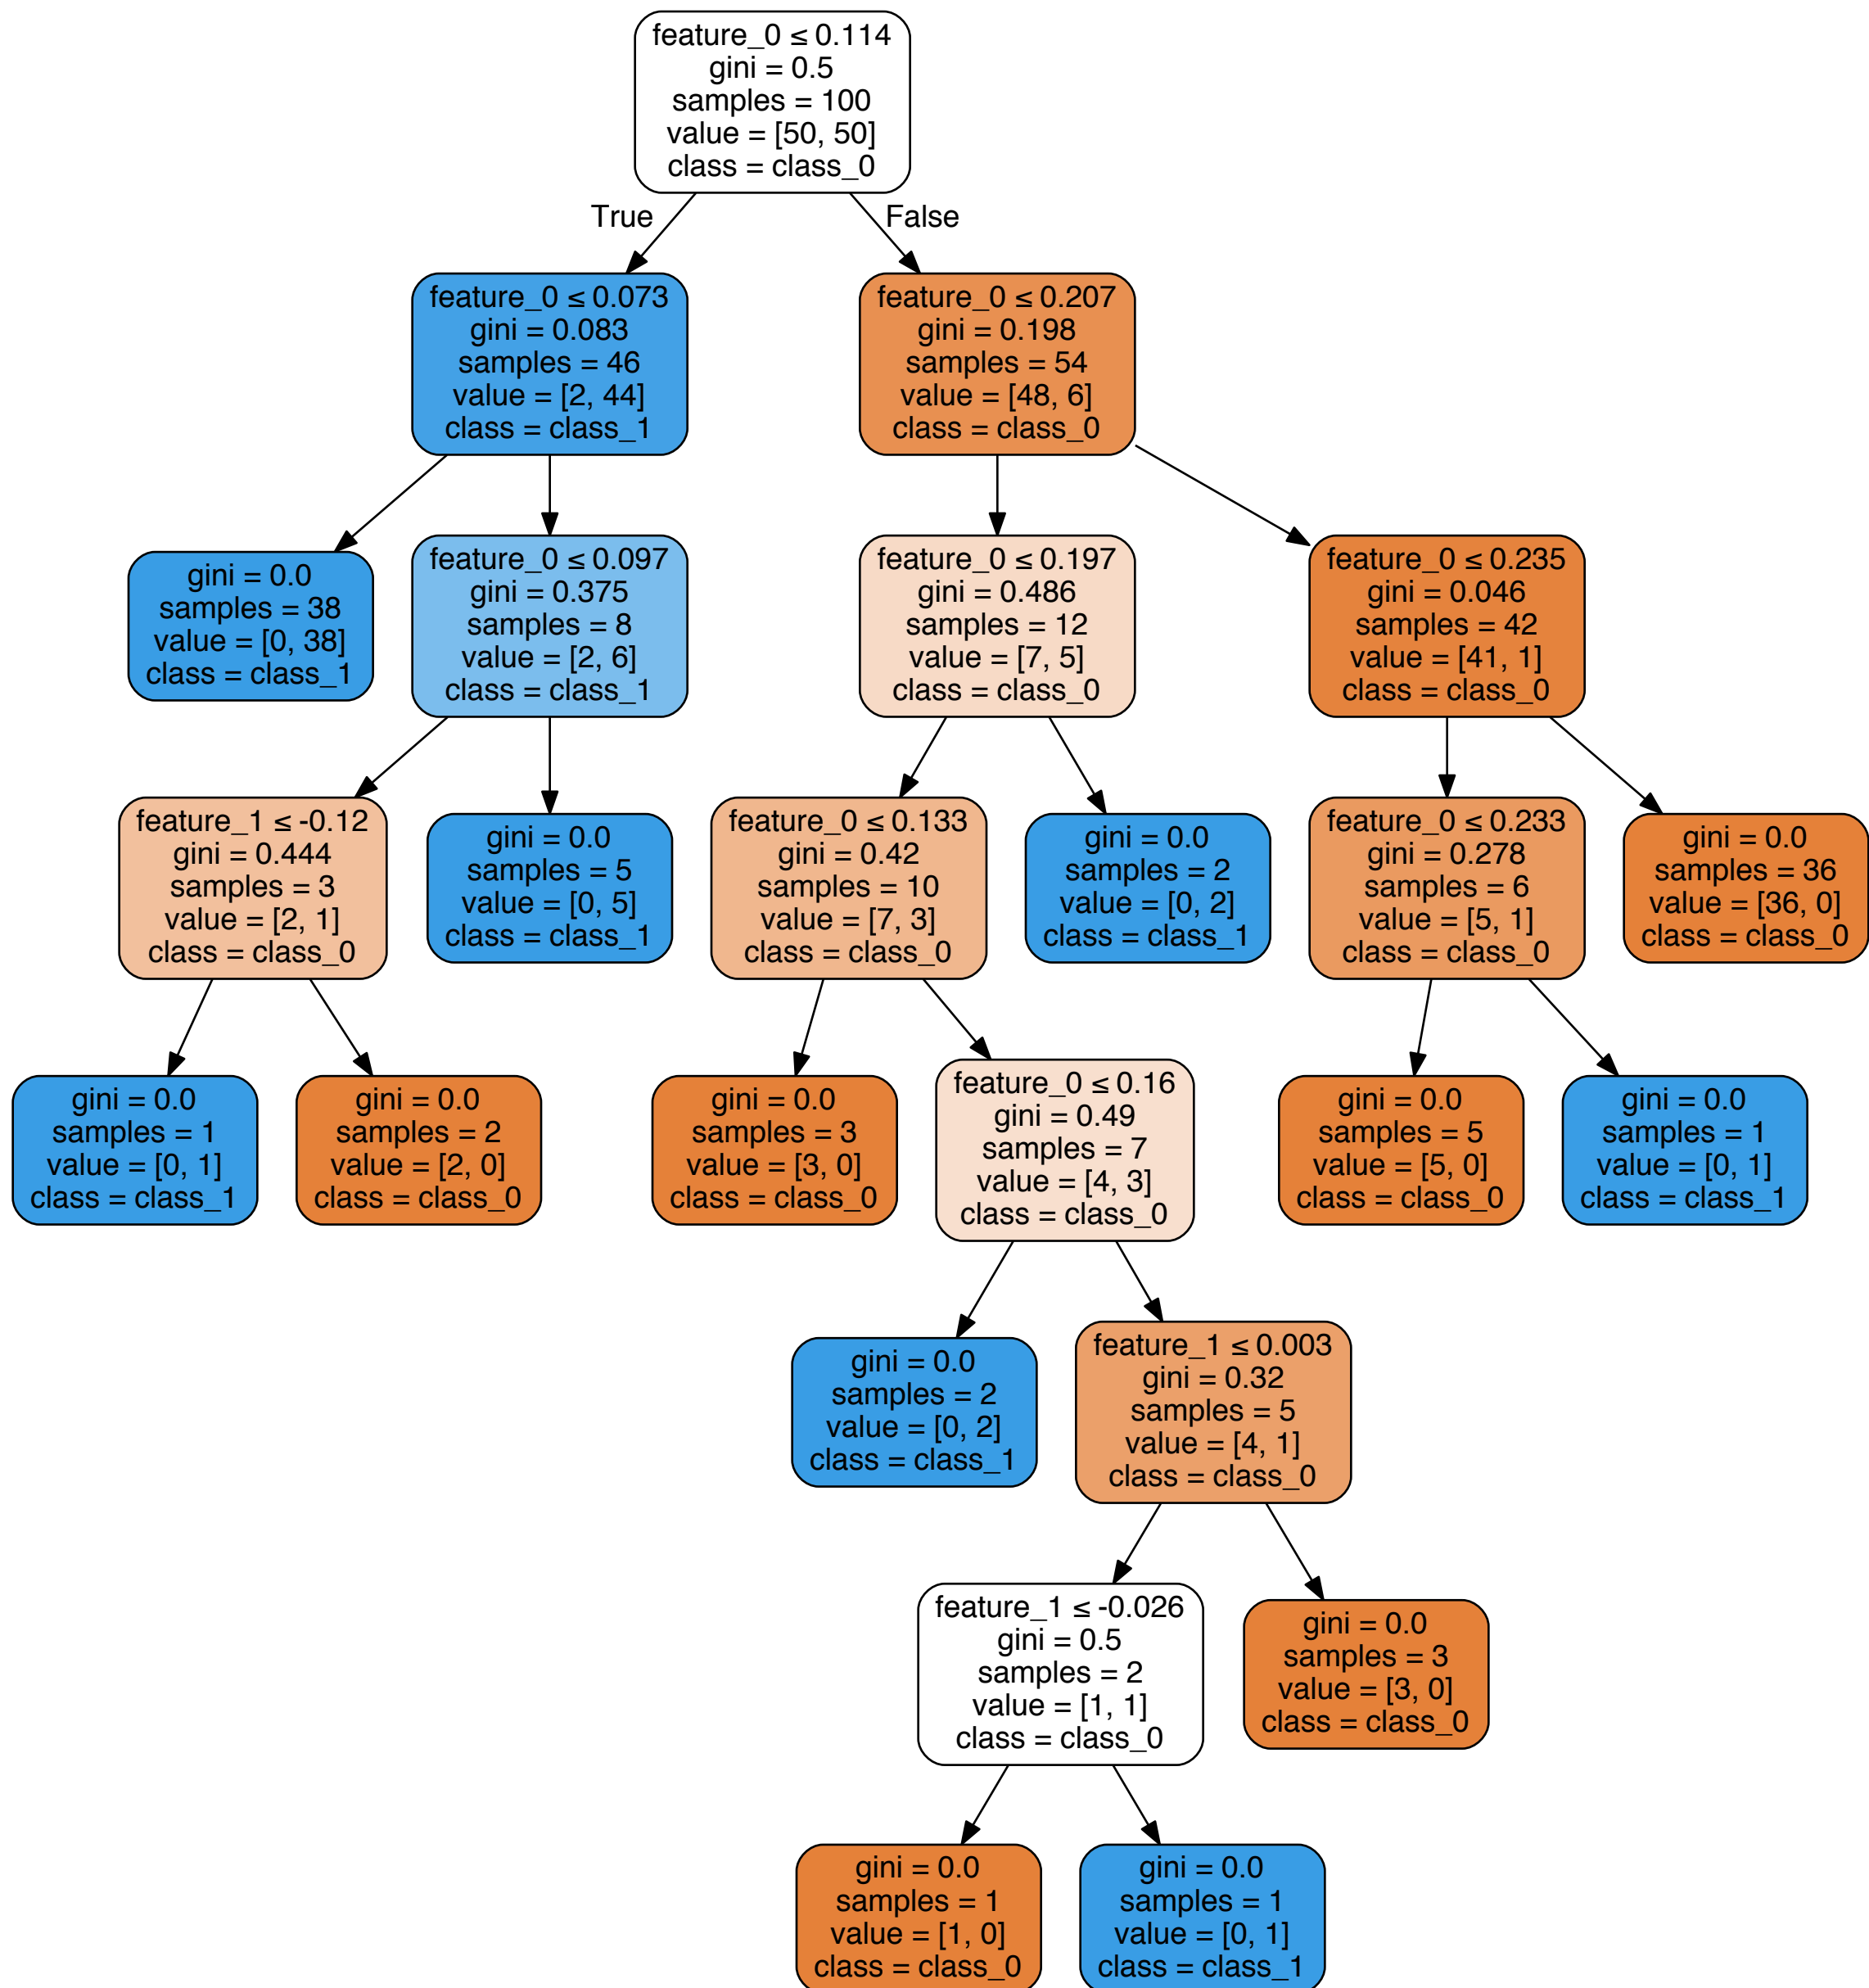 feature_0 ≤ 0.114
gini = 0.5
samples = 100
value = [50, 50]
class = class_0
True
False
feature_0 ≤ 0.073
gini = 0.083
samples = 46
value = [2, 44]
class = class_1
feature_0 ≤ 0.207
gini = 0.198
samples = 54
value = [48, 6]
class = class_0
gini = 0.0
samples = 38
value = [0, 38]
class = class_1
feature_0 ≤ 0.097
gini = 0.375
samples = 8
value = [2, 6]
class = class_1
feature_0 ≤ 0.197
gini = 0.486
samples = 12
value = [7, 5]
class = class_0
feature_0 ≤ 0.235
gini = 0.046
samples = 42
value = [41, 1]
class = class_0
feature_1 ≤ -0.12
gini = 0.444
samples = 3
value = [2, 1]
class = class_0
gini = 0.0
samples = 5
value = [0, 5]
class = class_1
feature_0 ≤ 0.133
gini = 0.42
samples = 10
value = [7, 3]
class = class_0
gini = 0.0
samples = 2
value = [0, 2]
class = class_1
feature_0 ≤ 0.233
gini = 0.278
samples = 6
value = [5, 1]
class = class_0
gini = 0.0
samples = 36
value = [36, 0]
class = class_0
gini = 0.0
samples = 1
value = [0, 1]
class = class_1
gini = 0.0
samples = 2
value = [2, 0]
class = class_0
gini = 0.0
samples = 3
value = [3, 0]
class = class_0
feature_0 ≤ 0.16
gini = 0.49
samples = 7
value = [4, 3]
class = class_0
gini = 0.0
samples = 5
value = [5, 0]
class = class_0
gini = 0.0
samples = 1
value = [0, 1]
class = class_1
gini = 0.0
samples = 2
value = [0, 2]
class = class_1
feature_1 ≤ 0.003
gini = 0.32
samples = 5
value = [4, 1]
class = class_0
feature_1 ≤ -0.026
gini = 0.5
samples = 2
value = [1, 1]
class = class_0
gini = 0.0
samples = 3
value = [3, 0]
class = class_0
gini = 0.0
samples = 1
value = [1, 0]
class = class_0
gini = 0.0
samples = 1
value = [0, 1]
class = class_1